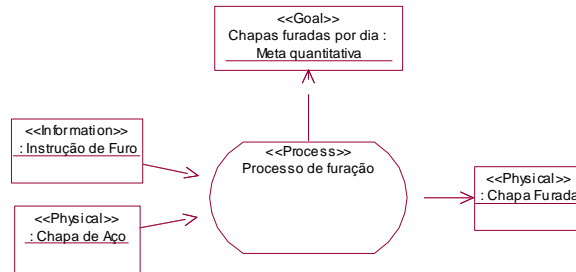 <<Goal>>
Chapas furadas por dia :
Meta quantitativa
<<Information>>
: Instrução de Furo
<<Process>>
Processo de furação
<<Physical>>
: Chapa Furada
<<Physical>>
: Chapa de Aço